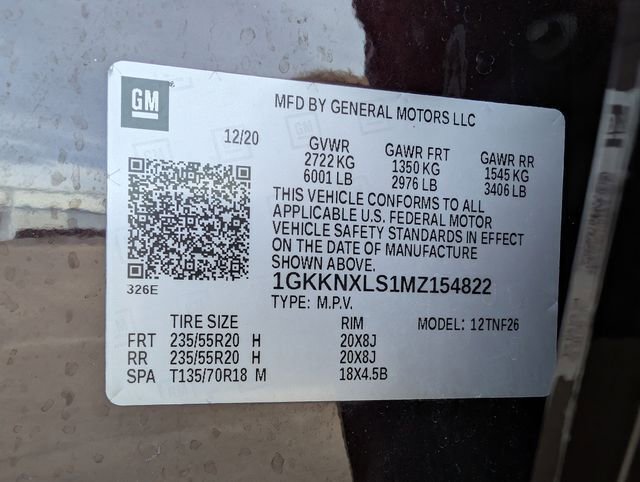 GM
MFD BY GENERAL MOTORS LLC
12/20
GVWR GAWR FRT GAWR RR
2722 KG 1350 KG 1545 KG
6001 LB 2976 LB 3406 LB
THIS VEHICLE CONFORMS TO ALL
APPLICABLE U.S. FEDERAL MOTOR
VEHICLE SAFETY STANDARDS IN EFFECT
ON THE DATE OF MANUFACTURE
SHOWN ABOVE.
326E
1GKKNXLS1MZ154822
TYPE: M.P.V.
TIRE SIZE RIM MODEL: 12TNF26
FRT 235/55R20 H 20X8J
RR 235/55R20 H 20X8J
SPA T135/70R18 M 18X4.5B